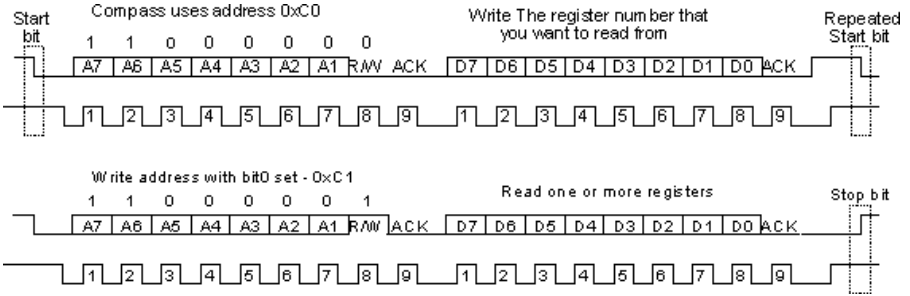 Start
bit
Compass uses address 0xC0
Write The register number that
you want to read from
Repeated
Start bit
1 1 0 0 0 0 0 0
A7 A6 A5 A4 A3 A2 A1 R/W ACK D7 D6 D5 D4 D3 D2 D1 D0 ACK
1 2 3 4 5 6 7 8 9 1 2 3 4 5 6 7 8 9
Write address with bit0 set - 0xC1
Read one or more registers
Stop bit
1 1 0 0 0 0 0 1
A7 A6 A5 A4 A3 A2 A1 R/W ACK D7 D6 D5 D4 D3 D2 D1 D0 ACK
1 2 3 4 5 6 7 8 9 1 2 3 4 5 6 7 8 9